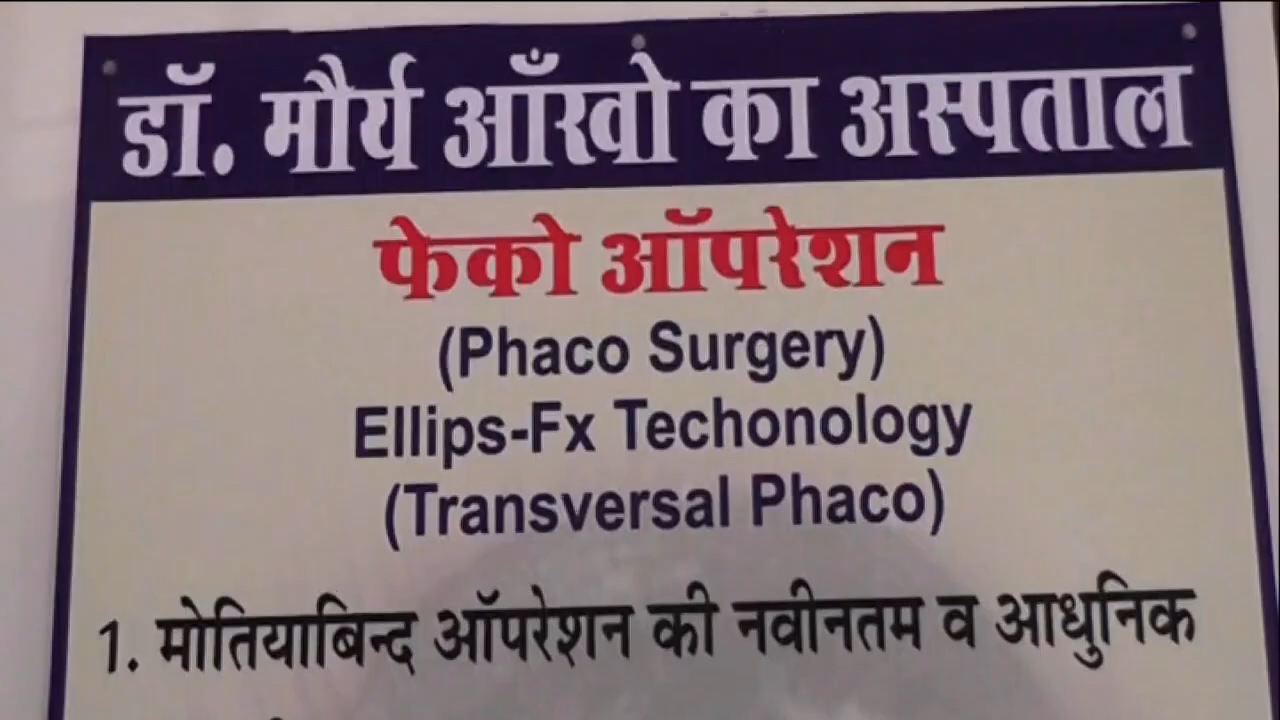 डॉ. मौर्य आँखो का अस्पताल
फेको ऑपरेशन
(Phaco Surgery)
Ellips-Fx Techonology
(Transversal Phaco)
1. मोतियाबिन्द ऑपरेशन की नवीनतम व आधुनिक